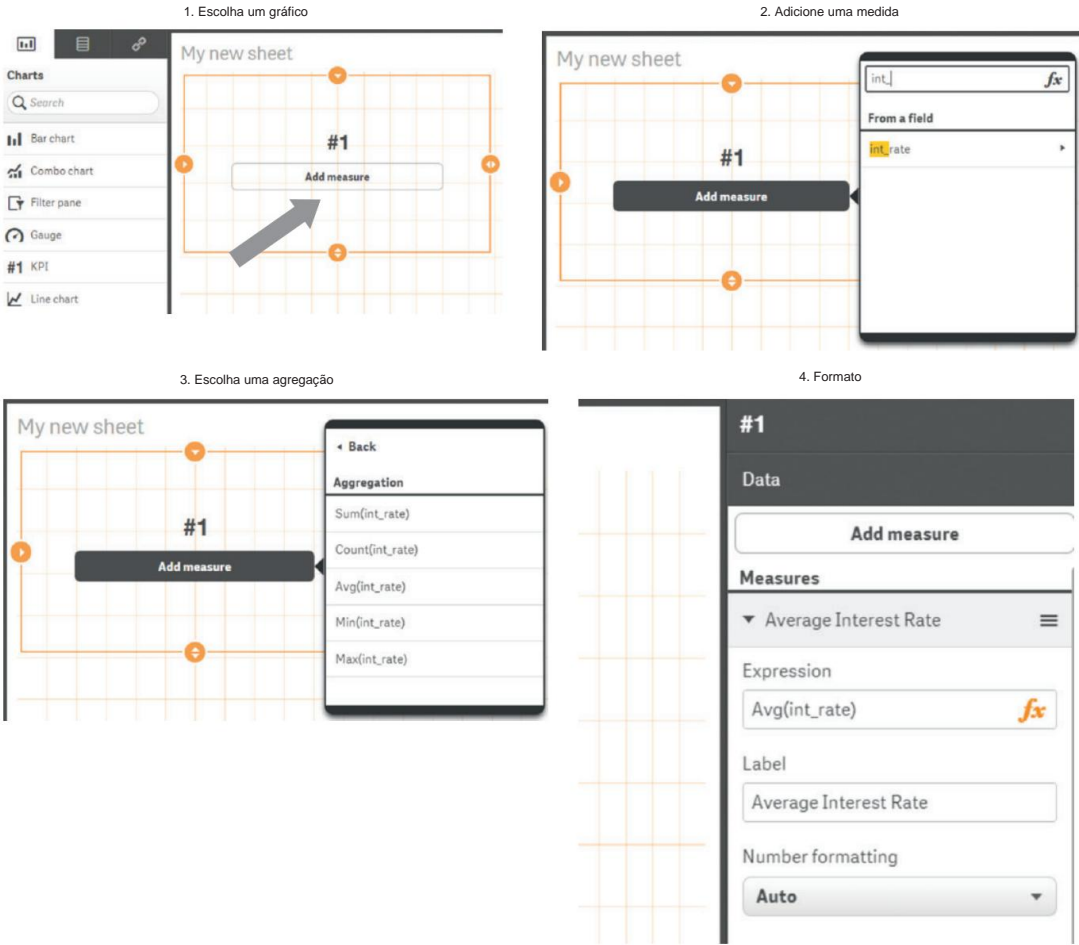 1. Escolha um gráfico
Charts
Search
Bar chart
Combo chart
Filter pane
Gauge
#1 KPI
Line chart
My new sheet
#1
Add measure
2. Adicione uma medida
My new sheet
#1
Add measure
int_
fx
From a field
int_rate
3. Escolha uma agregação
My new sheet
#1
Add measure
Back
Aggregation
Sum(int_rate)
Count(int_rate)
Avg(int_rate)
Min(int_rate)
Max(int_rate)
4. Formato
#1
Data
Add measure
Measures
Average Interest Rate
Expression
Avg(int_rate) fx
Label
Average Interest Rate
Number formatting
Auto